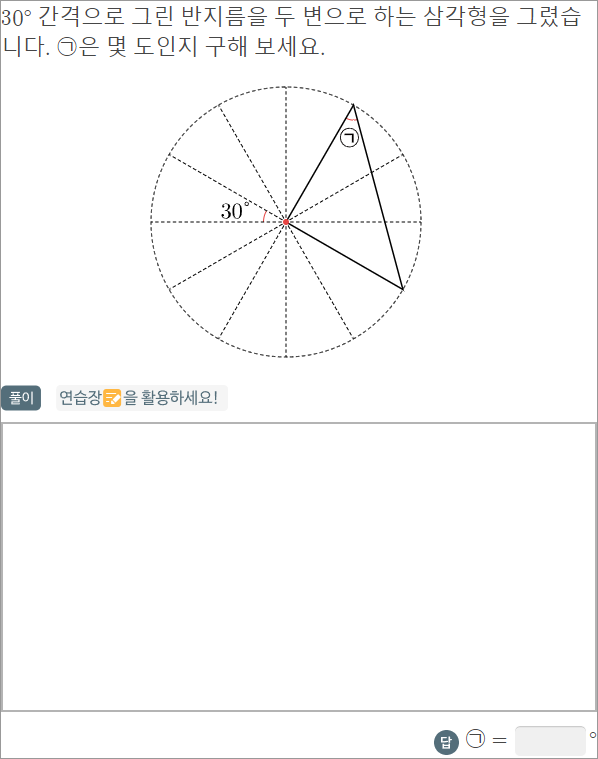 30° 간격으로 그린 반지름을 두 변으로 하는 삼각형을 그렸습
니다. ㉠은 몇 도인지 구해 보세요.
㉠
30°
풀이 연습장을 활용하세요!
답 ㉠ = °